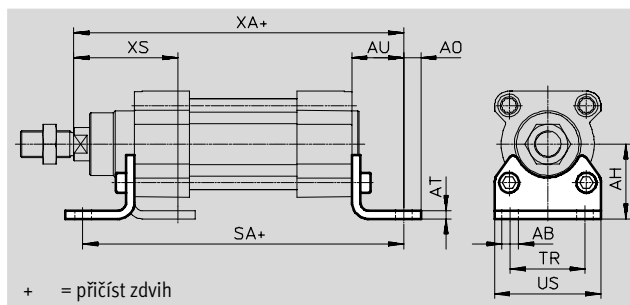 XA+
XS
AU
AO
SA+
AT
AH
AB
TR
US
+ = přičíst zdvih